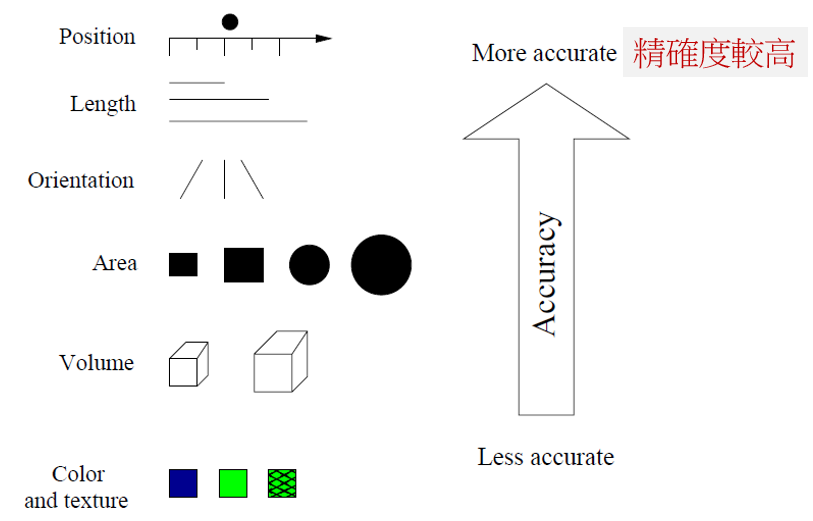 Position
More accurate 精確度較高
Length
Orientation
Area
Accuracy
Volume
Less accurate
Color
and texture